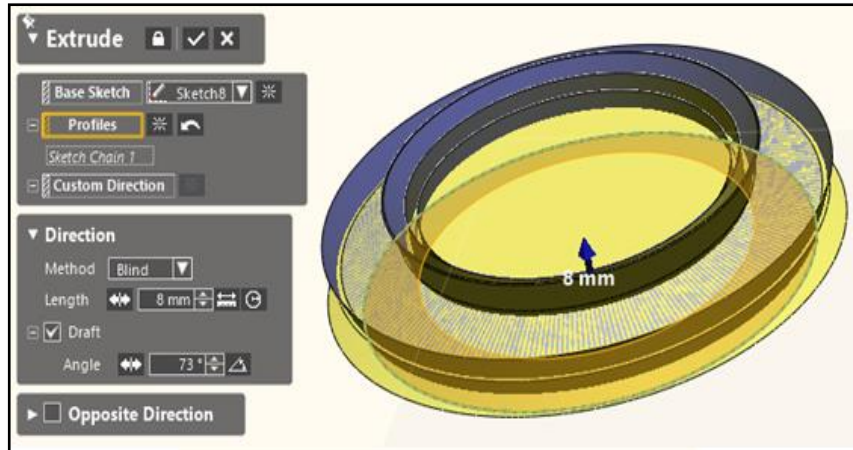 Extrude
Base Sketch Sketch8
Profiles
Sketch Chain 1
Custom Direction
Direction
Method Blind
Length 8 mm
Draft
Angle 73°
Opposite Direction
8 mm